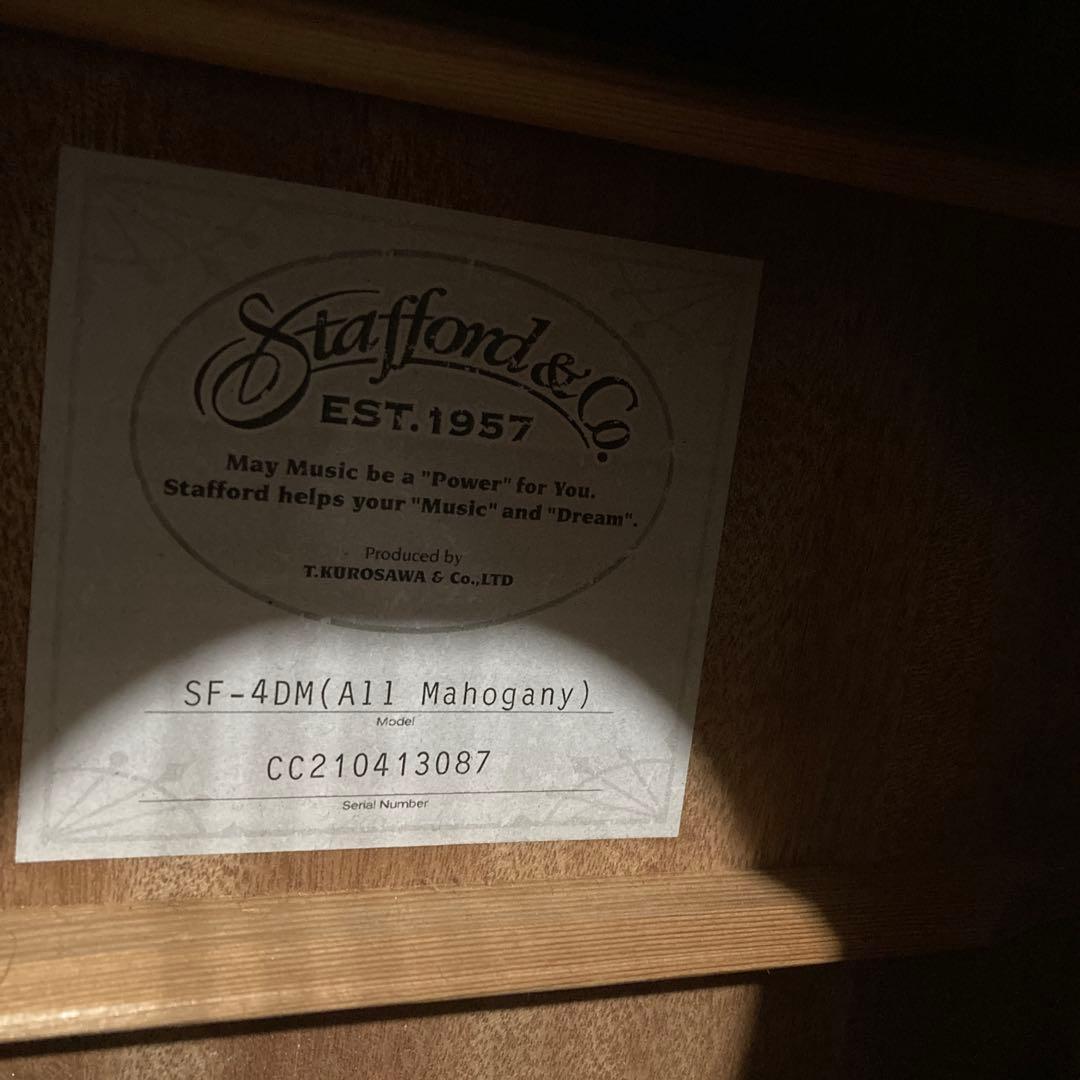 Stafford & Co.
EST. 1957
May Music be a "Power" for You.
Stafford helps your "Music" and "Dream".
Produced by
T.KUROSAWA & Co.,LTD
SF-4DM(All Mahogany)
Model
CC210413087
Serial Number